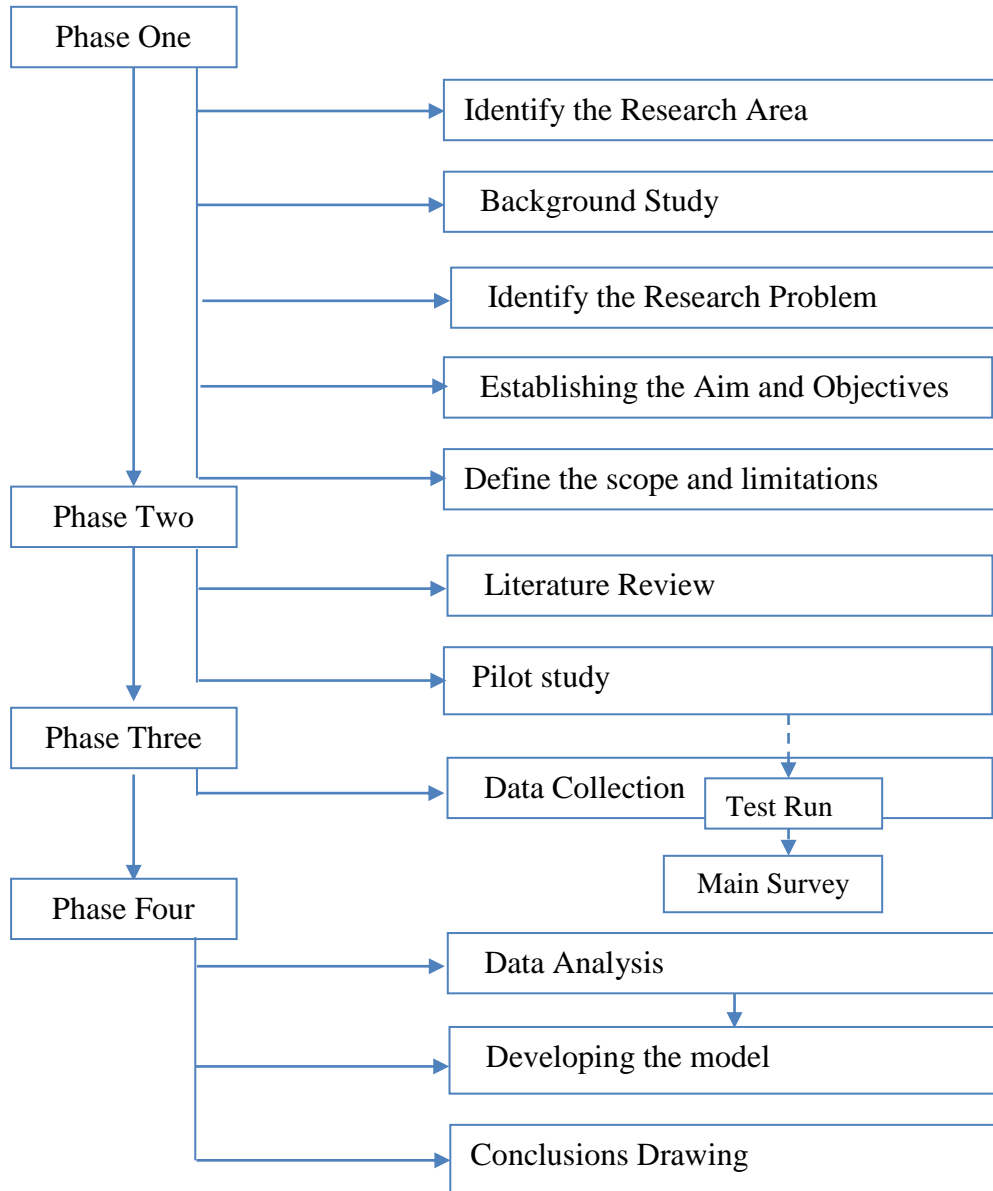 Phase One
Identify the Research Area
Background Study
Identify the Research Problem
Establishing the Aim and Objectives
Define the scope and limitations
Phase Two
Literature Review
Pilot study
Phase Three
Data Collection
Test Run
Main Survey
Phase Four
Data Analysis
Developing the model
Conclusions Drawing